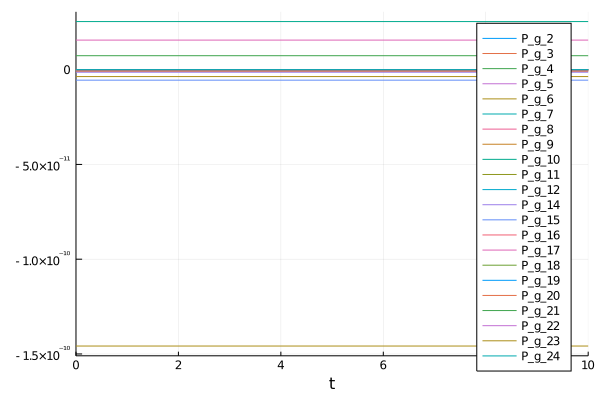 0
- 5.0×10⁻¹¹
- 1.0×10⁻¹⁰
- 1.5×10⁻¹⁰
0 2 4 6 10
t
P_g_2
P_g_3
P_g_4
P_g_5
P_g_6
P_g_7
P_g_8
P_g_9
P_g_10
P_g_11
P_g_12
P_g_14
P_g_15
P_g_16
P_g_17
P_g_18
P_g_19
P_g_20
P_g_21
P_g_22
P_g_23
P_g_24